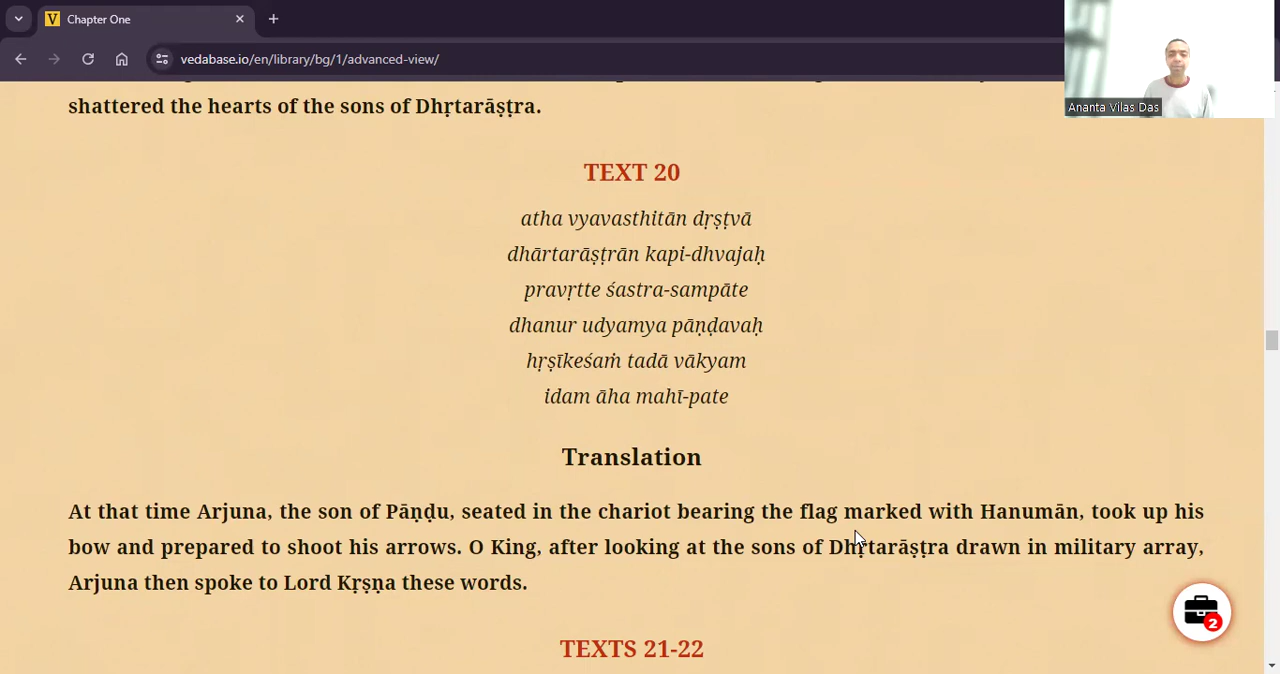 Chapter One
vedabase.io/en/library/bg/1/advanced-view/
Ananta Vilas Das
shattered the hearts of the sons of Dhṛtarāṣṭra.
TEXT 20
atha vyavasthitān dṛṣṭvā
dhārtarāṣṭrān kapi-dhvajaḥ
pravṛtte śastra-sampāte
dhanur udyamya pāṇḍavaḥ
hṛṣīkeśaṁ tadā vākyam
idam āha mahī-pate
Translation
At that time Arjuna, the son of Pāṇḍu, seated in the chariot bearing the flag marked with Hanumān, took up his
bow and prepared to shoot his arrows. O King, after looking at the sons of Dhṛtarāṣṭra drawn in military array,
Arjuna then spoke to Lord Kṛṣṇa these words.
2
TEXTS 21-22